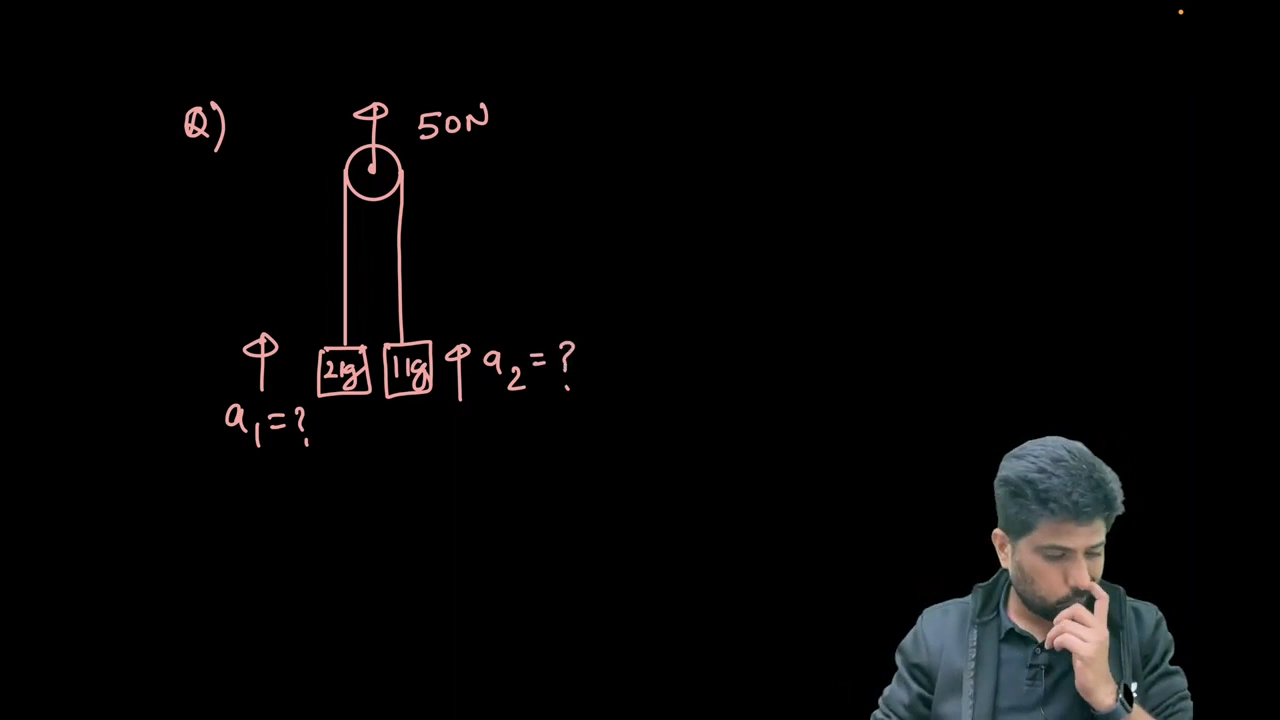 Q)
50N
2kg 1kg a₂ = ?
a₁ = ?